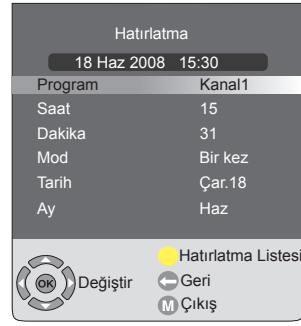 Hatırlatma
18 Haz 2008 15:30
Program Kanal1
Saat 15
Dakika 31
Mod Bir kez
Tarih Çar.18
Ay Haz
Hatırlatma Listesi
OK Değiştir Geri
M Çıkış